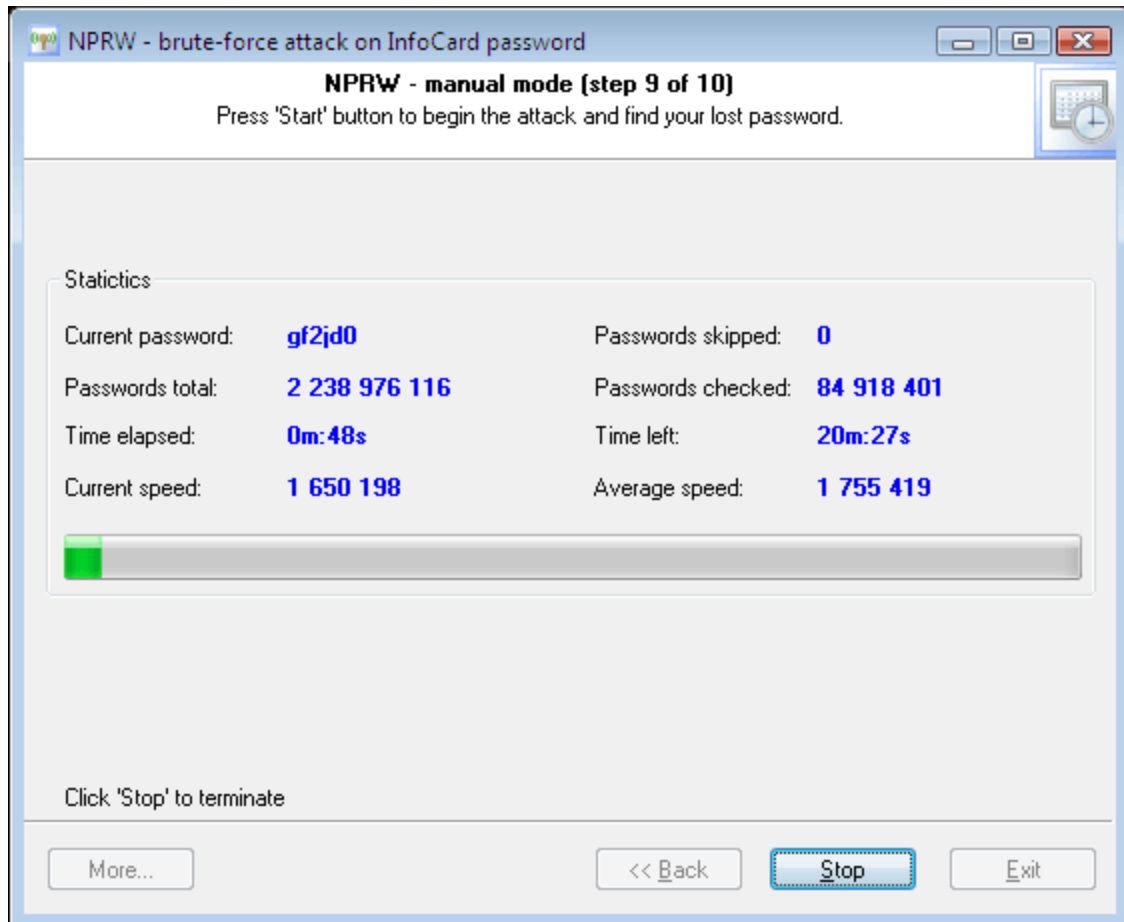 NPRW - brute-force attack on InfoCard password
NPRW - manual mode (step 9 of 10)
Press 'Start' button to begin the attack and find your lost password.
Statictics
Current password: gf2jd0 Passwords skipped: 0
Passwords total: 2 238 976 116 Passwords checked: 84 918 401
Time elapsed: 0m:48s Time left: 20m:27s
Current speed: 1 650 198 Average speed: 1 755 419
Click 'Stop' to terminate
More... << Back Stop Exit